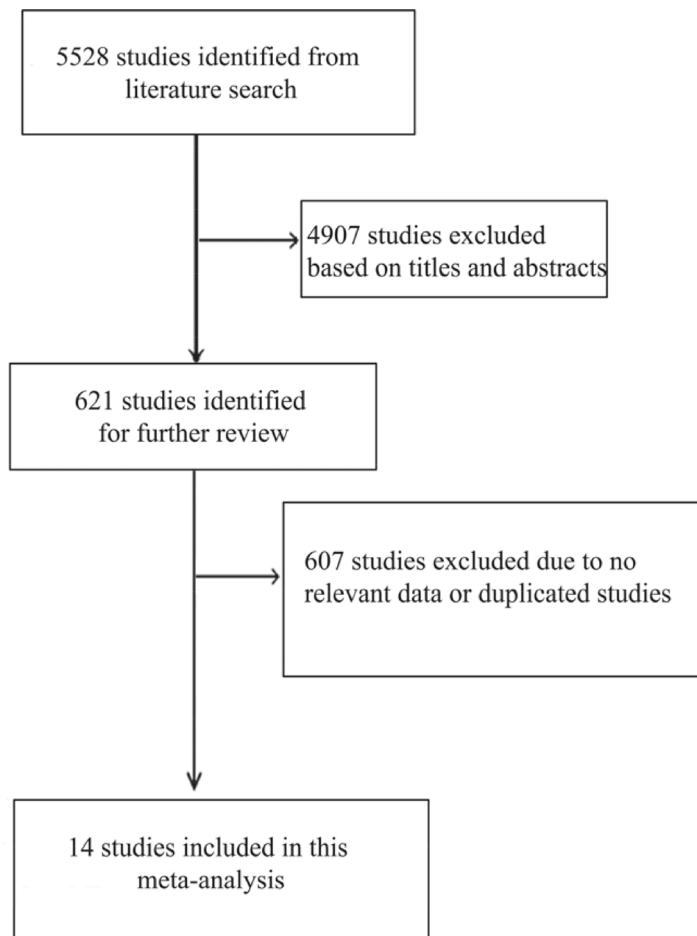 5528 studies identified from
literature search
4907 studies excluded
based on titles and abstracts
621 studies identified
for further review
607 studies excluded due to no
relevant data or duplicated studies
14 studies included in this
meta-analysis